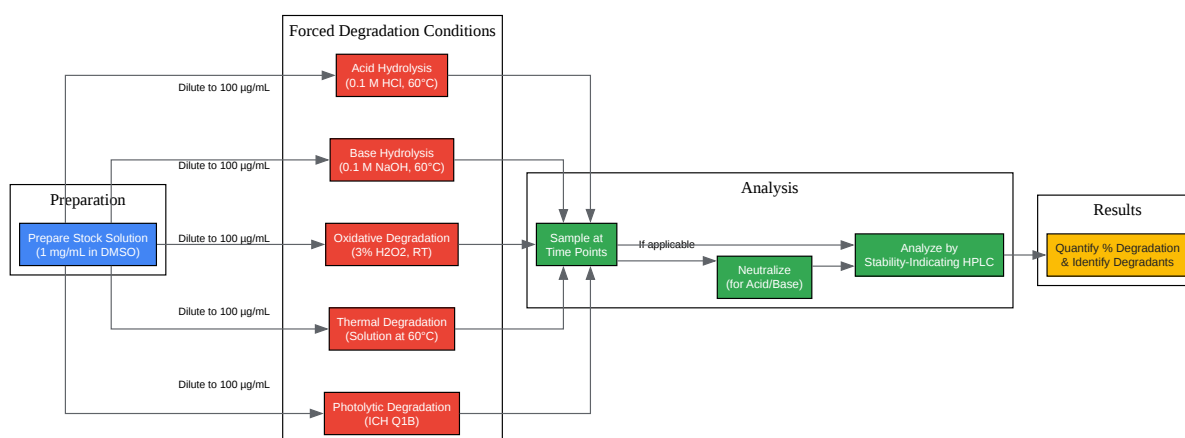 Forced Degradation Conditions
Acid Hydrolysis
(0.1 M HCl, 60°C)
Dilute to 100 µg/mL
Base Hydrolysis
(0.1 M NaOH, 60°C)
Dilute to 100 µg/mL
Preparation
Prepare Stock Solution
(1 mg/mL in DMSO)
Dilute to 100 µg/mL
Oxidative Degradation
(3% H2O2, RT)
Dilute to 100 µg/mL
Thermal Degradation
(Solution at 60°C)
Dilute to 100 µg/mL
Photolytic Degradation
(ICH Q1B)
Analysis
Sample at
Time Points
If applicable
Neutralize
(for Acid/Base)
Analyze by
Stability-Indicating HPLC
Results
Quantify % Degradation
& Identify Degradants